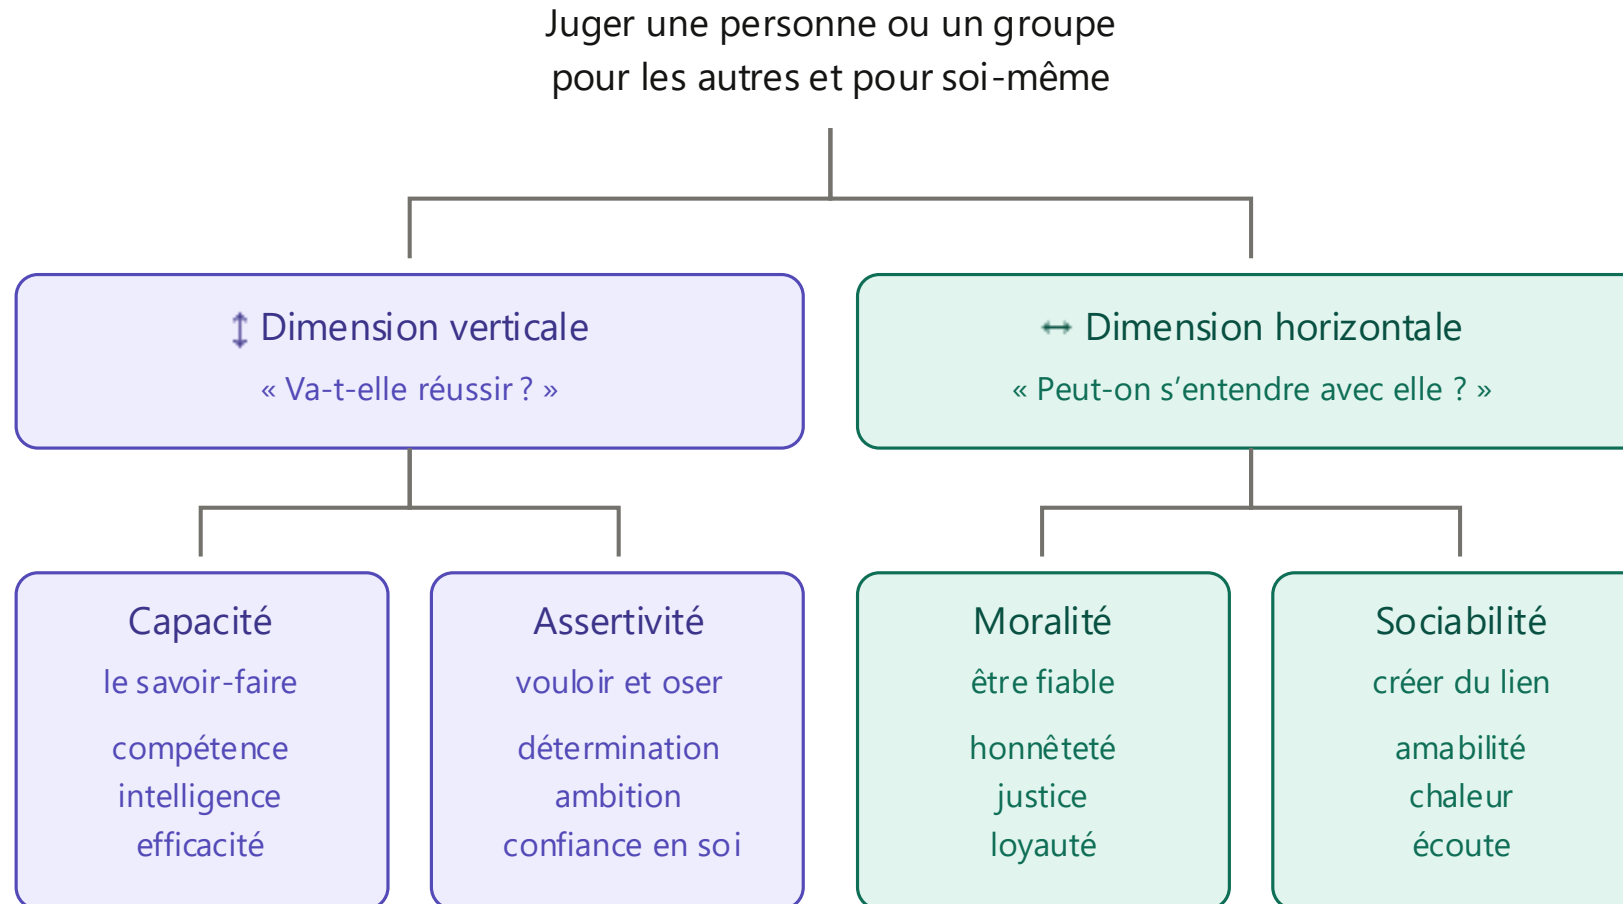 Juger une personne ou un groupe
pour les autres et pour soi-même
↕ Dimension verticale
« Va-t-elle réussir ? »
↔ Dimension horizontale
« Peut-on s’entendre avec elle ? »
Capacité
le savoir-faire
compétence
intelligence
efficacité
Assertivité
vouloir et oser
détermination
ambition
confiance en soi
Moralité
être fiable
honnêteté
justice
loyauté
Sociabilité
créer du lien
amabilité
chaleur
écoute